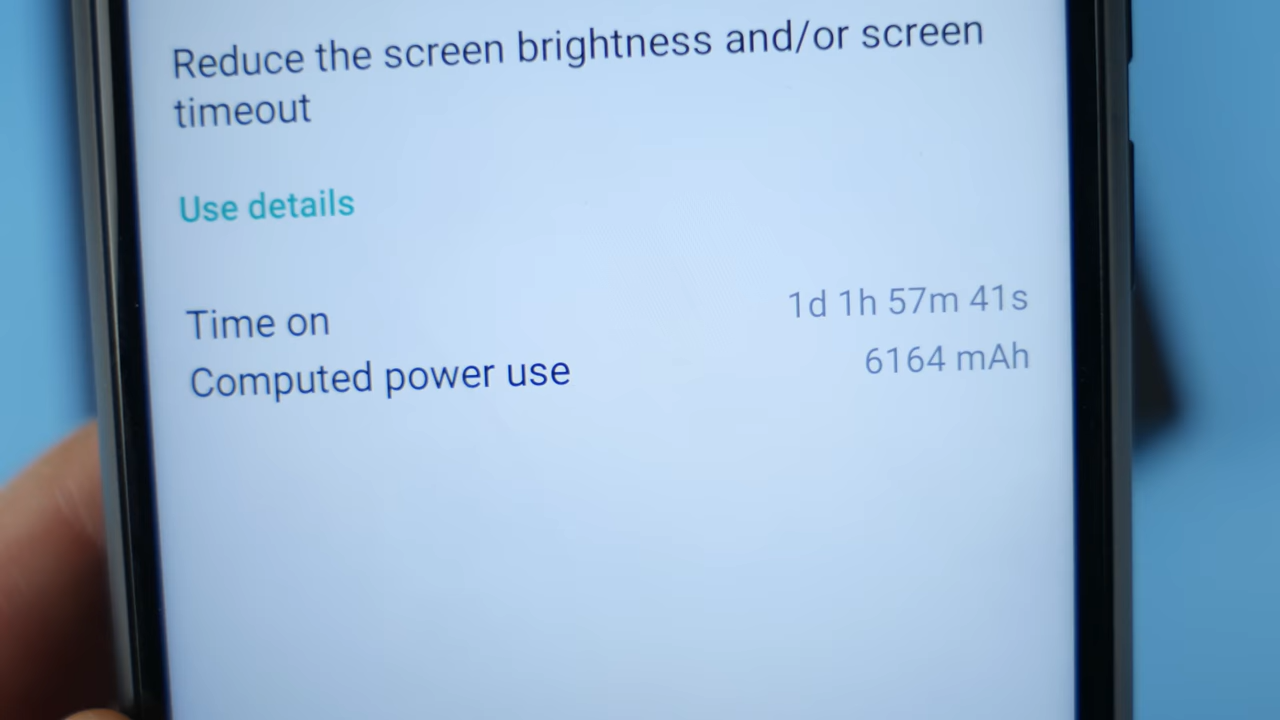 Reduce the screen brightness and/or screen
timeout
Use details
Time on 1d 1h 57m 41s
Computed power use 6164 mAh